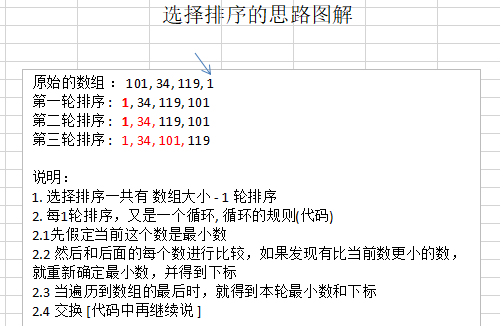 选择排序的思路图解
原始的数组 : 101, 34, 119, 1
第一轮排序 : 1, 34, 119, 101
第二轮排序 : 1, 34, 119, 101
第三轮排序 : 1, 34, 101, 119
说明:
1. 选择排序一共有 数组大小 - 1 轮排序
2. 每1轮排序，又是一个循环, 循环的规则(代码)
2.1先假定当前这个数是最小数
2.2 然后和后面的每个数进行比较，如果发现有比当前数更小的数，
就重新确定最小数，并得到下标
2.3 当遍历到数组的最后时，就得到本轮最小数和下标
2.4 交换 [代码中再继续说 ]